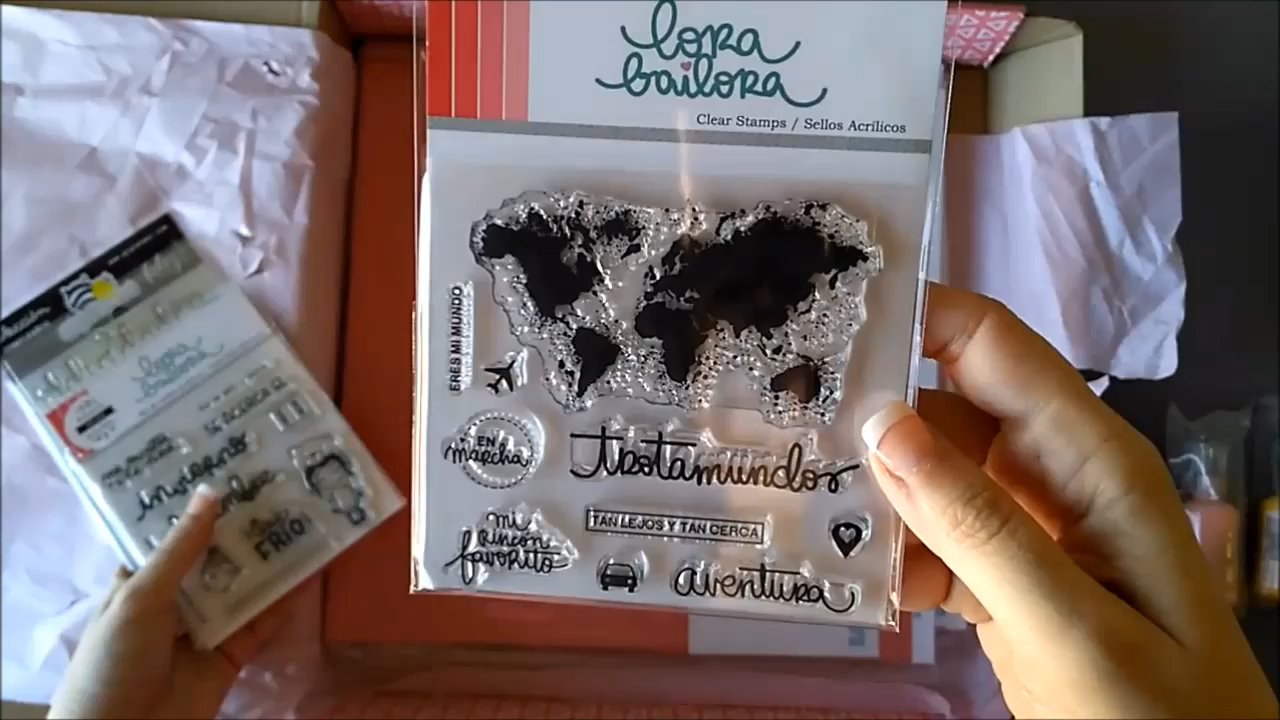 lora
bailora
Clear Stamps / Sellos Acrílicos
ERES MI MUNDO
EN
marcha
trotamundos
mi
rincón
favorito
TAN LEJOS Y TAN CERCA
aventura
lora
bailora
invierno
FRÍO